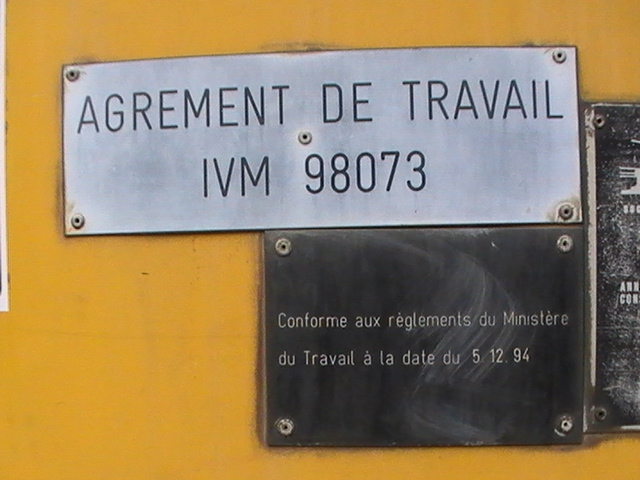 AGREMENT DE TRAVAIL
IVM 98073
Conforme aux règlements du Ministère
du Travail à la date du 5.12.94